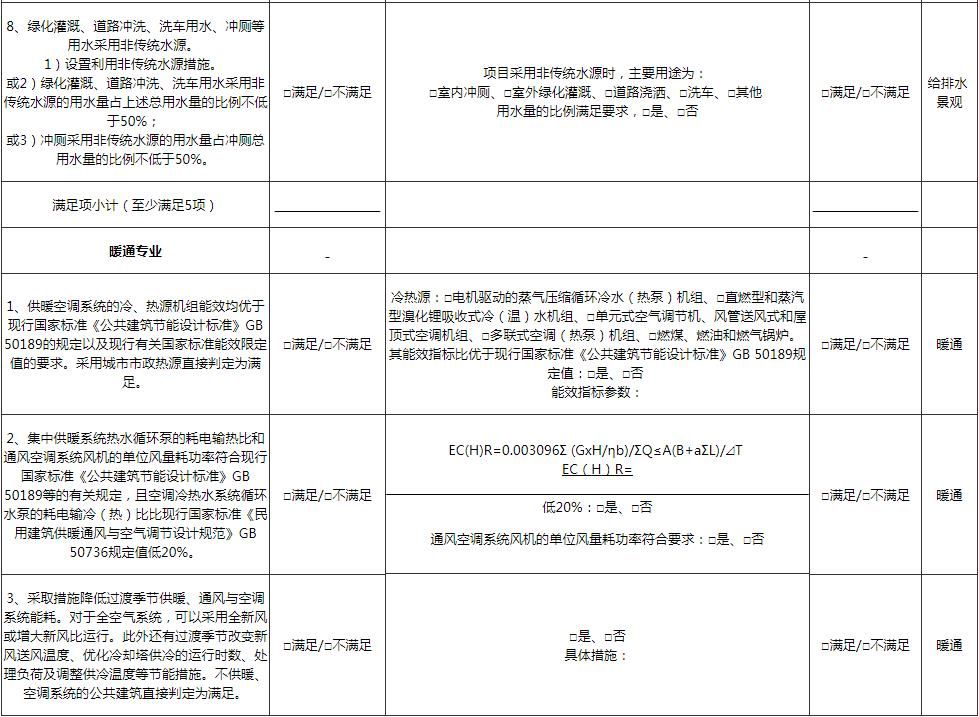 8、绿化灌溉、道路冲洗、洗车用水、冲厕等
用水采用非传统水源。
1）设置利用非传统水源措施。
或2）绿化灌溉、道路冲洗、洗车用水采用非
传统水源的用水量占上述总用水量的比例不低
于50%；
或3）冲厕采用非传统水源的用水量占冲厕总
用水量的比例不低于50%。
□满足/□不满足
项目采用非传统水源时，主要用途为：
□室内冲厕、□室外绿化灌溉、□道路浇洒、□洗车、□其他
用水量的比例满足要求，□是、□否
□满足/□不满足
给排水
景观
满足项小计（至少满足5项）
暖通专业
-
-
1、供暖空调系统的冷、热源机组能效均优于
现行国家标准《公共建筑节能设计标准》GB
50189的规定以及现行有关国家标准能效限定
值的要求。采用城市市政热源直接判定为满
足。
□满足/□不满足
冷热源：□电机驱动的蒸气压缩循环冷水（热泵）机组、□直燃型和蒸汽
型溴化锂吸收式冷（温）水机组、□单元式空气调节机、风管送风式和屋
顶式空调机组、□多联式空调（热泵）机组、□燃煤、燃油和燃气锅炉。
其能效指标比优于现行国家标准《公共建筑节能设计标准》GB 50189规
定值：□是、□否
能效指标参数：
□满足/□不满足
暖通
2、集中供暖系统热水循环泵的耗电输热比和
通风空调系统风机的单位风量耗功率符合现行
国家标准《公共建筑节能设计标准》GB
50189等的有关规定，且空调冷热水系统循环
水泵的耗电输冷（热）比比现行国家标准《民
用建筑供暖通风与空气调节设计规范》GB
50736规定值低20%。
□满足/□不满足
EC(H)R=0.003096Σ (GxH/ηb)/ΣQ≤A(B+aΣL)/⊿T
EC（H）R=
低20%：□是、□否
通风空调系统风机的单位风量耗功率符合要求：□是、□否
□满足/□不满足
暖通
3、采取措施降低过渡季节供暖、通风与空调
系统能耗。对于全空气系统，可以采用全新风
或增大新风比运行。此外还有过渡季节改变新
风送风温度、优化冷却塔供冷的运行时数、处
理负荷及调整供冷温度等节能措施。不供暖、
空调系统的公共建筑直接判定为满足。
□满足/□不满足
□是、□否
具体措施：
□满足/□不满足
暖通